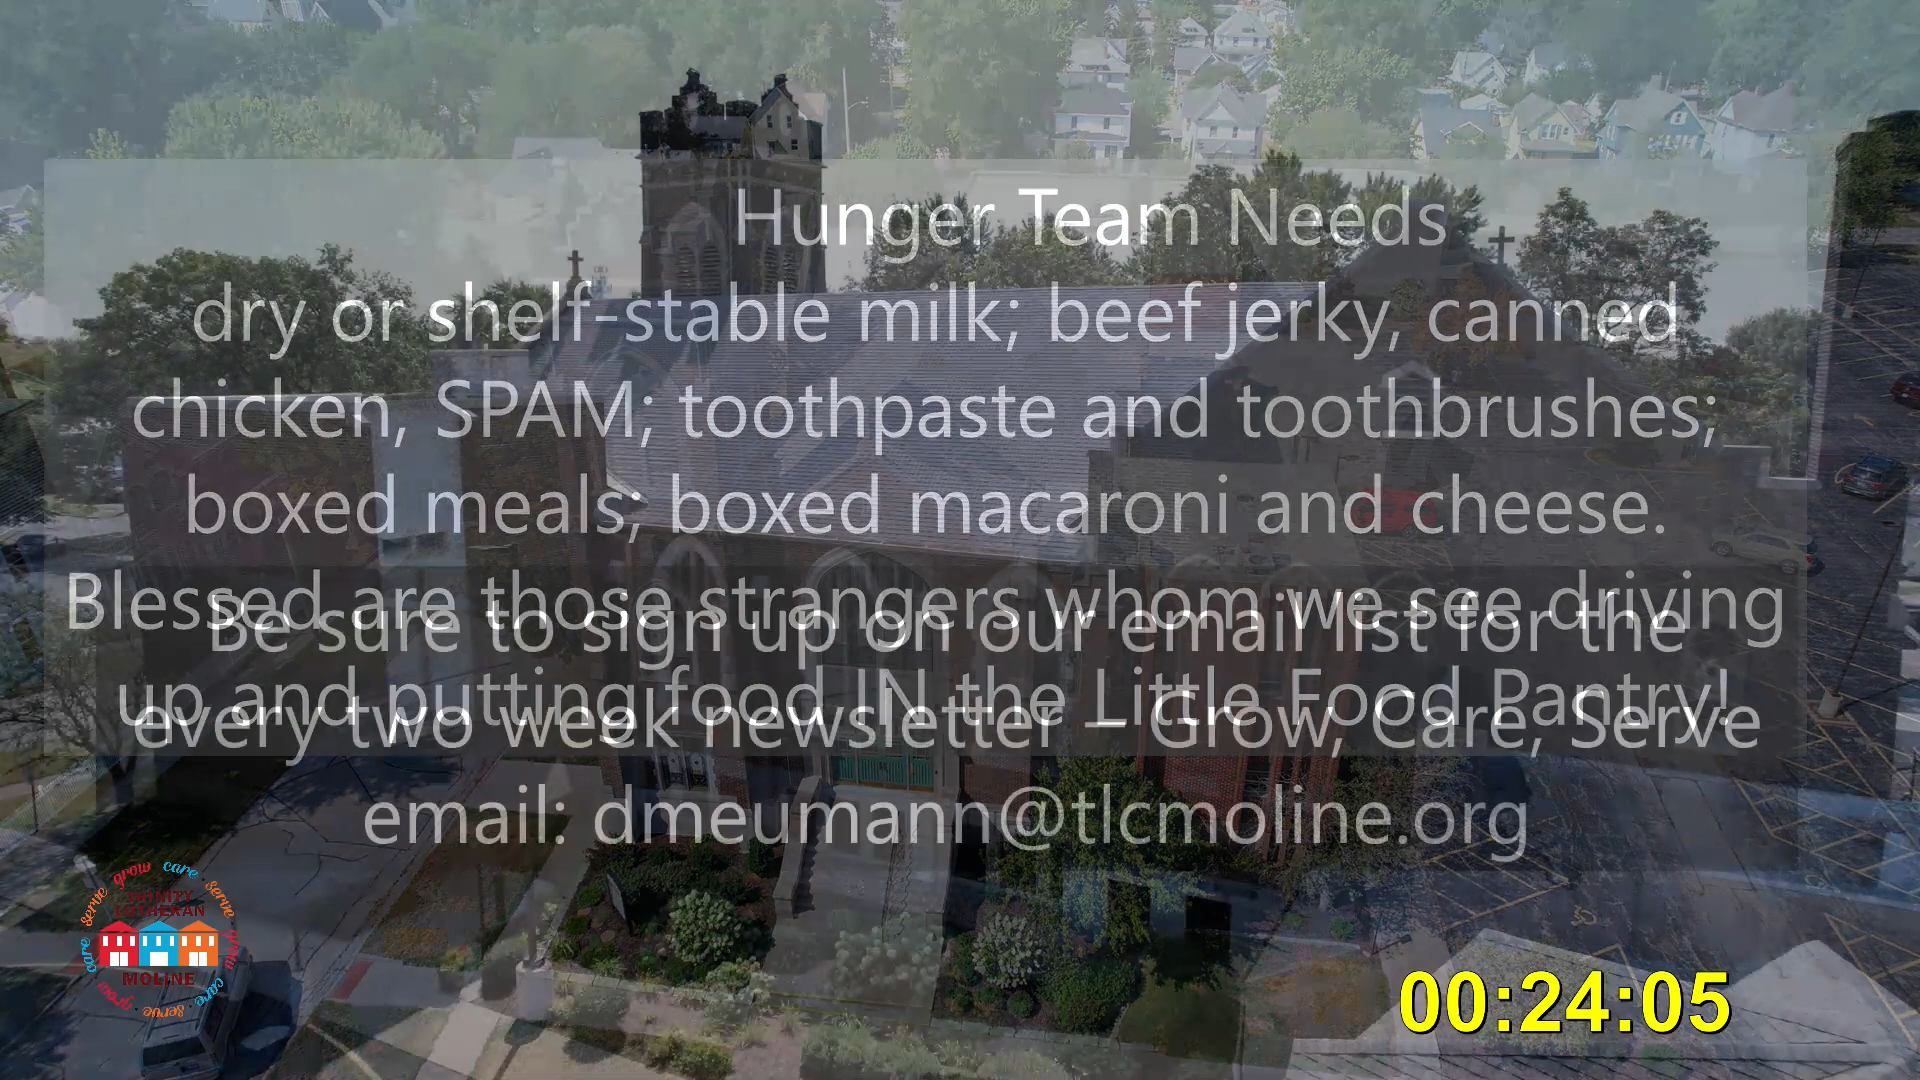 Hunger Team Needs
dry or shelf-stable milk; beef jerky, canned
chicken, SPAM; toothpaste and toothbrushes;
boxed meals; boxed macaroni and cheese.
Blessed are those strangers whom we see driving
up and putting food IN the Little Food Pantry!
Be sure to sign up on our email list for the
every two week newsletter – Grow, Care, Serve
email: dmeumann@tlcmoline.org
grow care serve
TRINITY
LUTHERAN
MOLINE
00:24:05